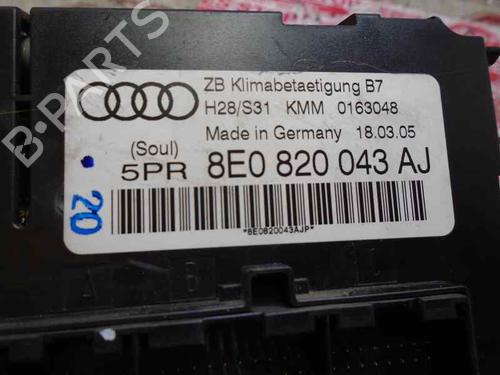 B-PARTS
ZB Klimabetaetigung B7
H28/S31 KMM 0163048
Made in Germany 18.03.05
(Soul)
5PR 8E0 820 043 AJ
20
*8E0820043AJP*
A B